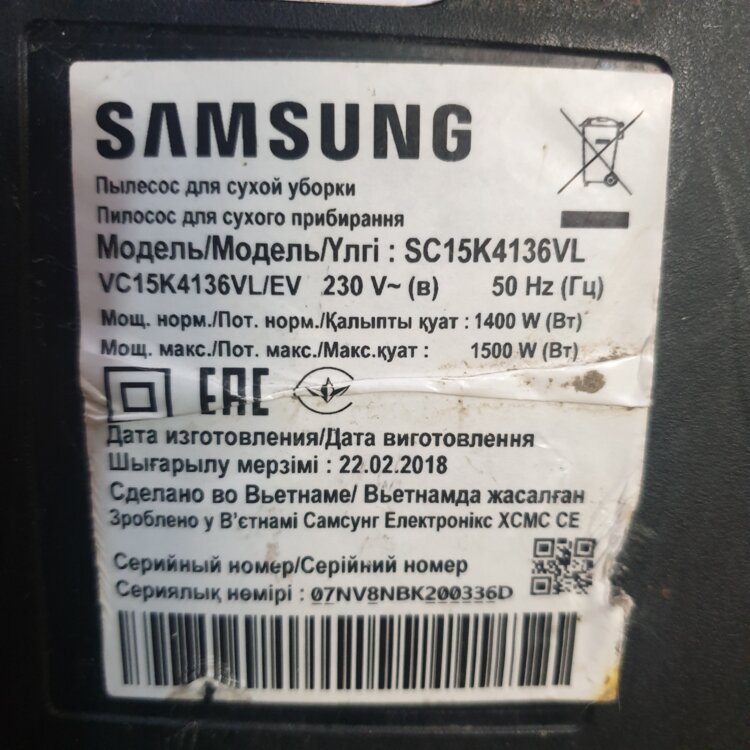 SAMSUNG
Пылесос для сухой уборки
Пилосос для сухого прибирання
Модель/Модель/Үлгі : SC15K4136VL
VC15K4136VL/EV 230 V~ (в) 50 Hz (Гц)
Мощ. норм./Пот. норм./Қалыпты қуат : 1400 W (Вт)
Мощ. макс./Пот. макс./Макс.қуат : 1500 W (Вт)
EAC
Дата изготовления/Дата виготовлення
Шығарылу мерзімі : 22.02.2018
Сделано во Вьетнаме/ Вьетнамда жасалған
Зроблено у В'єтнамі Самсунг Електронікс ХСМС СЕ
Серийный номер/Серійний номер
Сериялық нөмірі : 07NV8NBK200336D